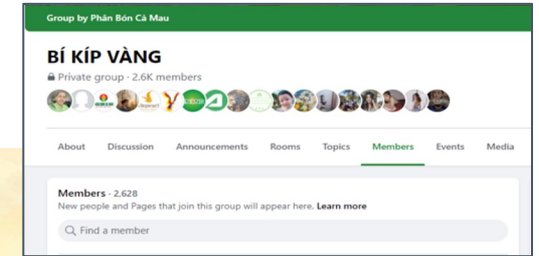 Group by Phân Bón Cà Mau
BÍ KÍP VÀNG
Private group · 2.6K members
About Discussion Announcements Rooms Topics Members Events Media
Members · 2,628
New people and Pages that join this group will appear here. Learn more
Find a member